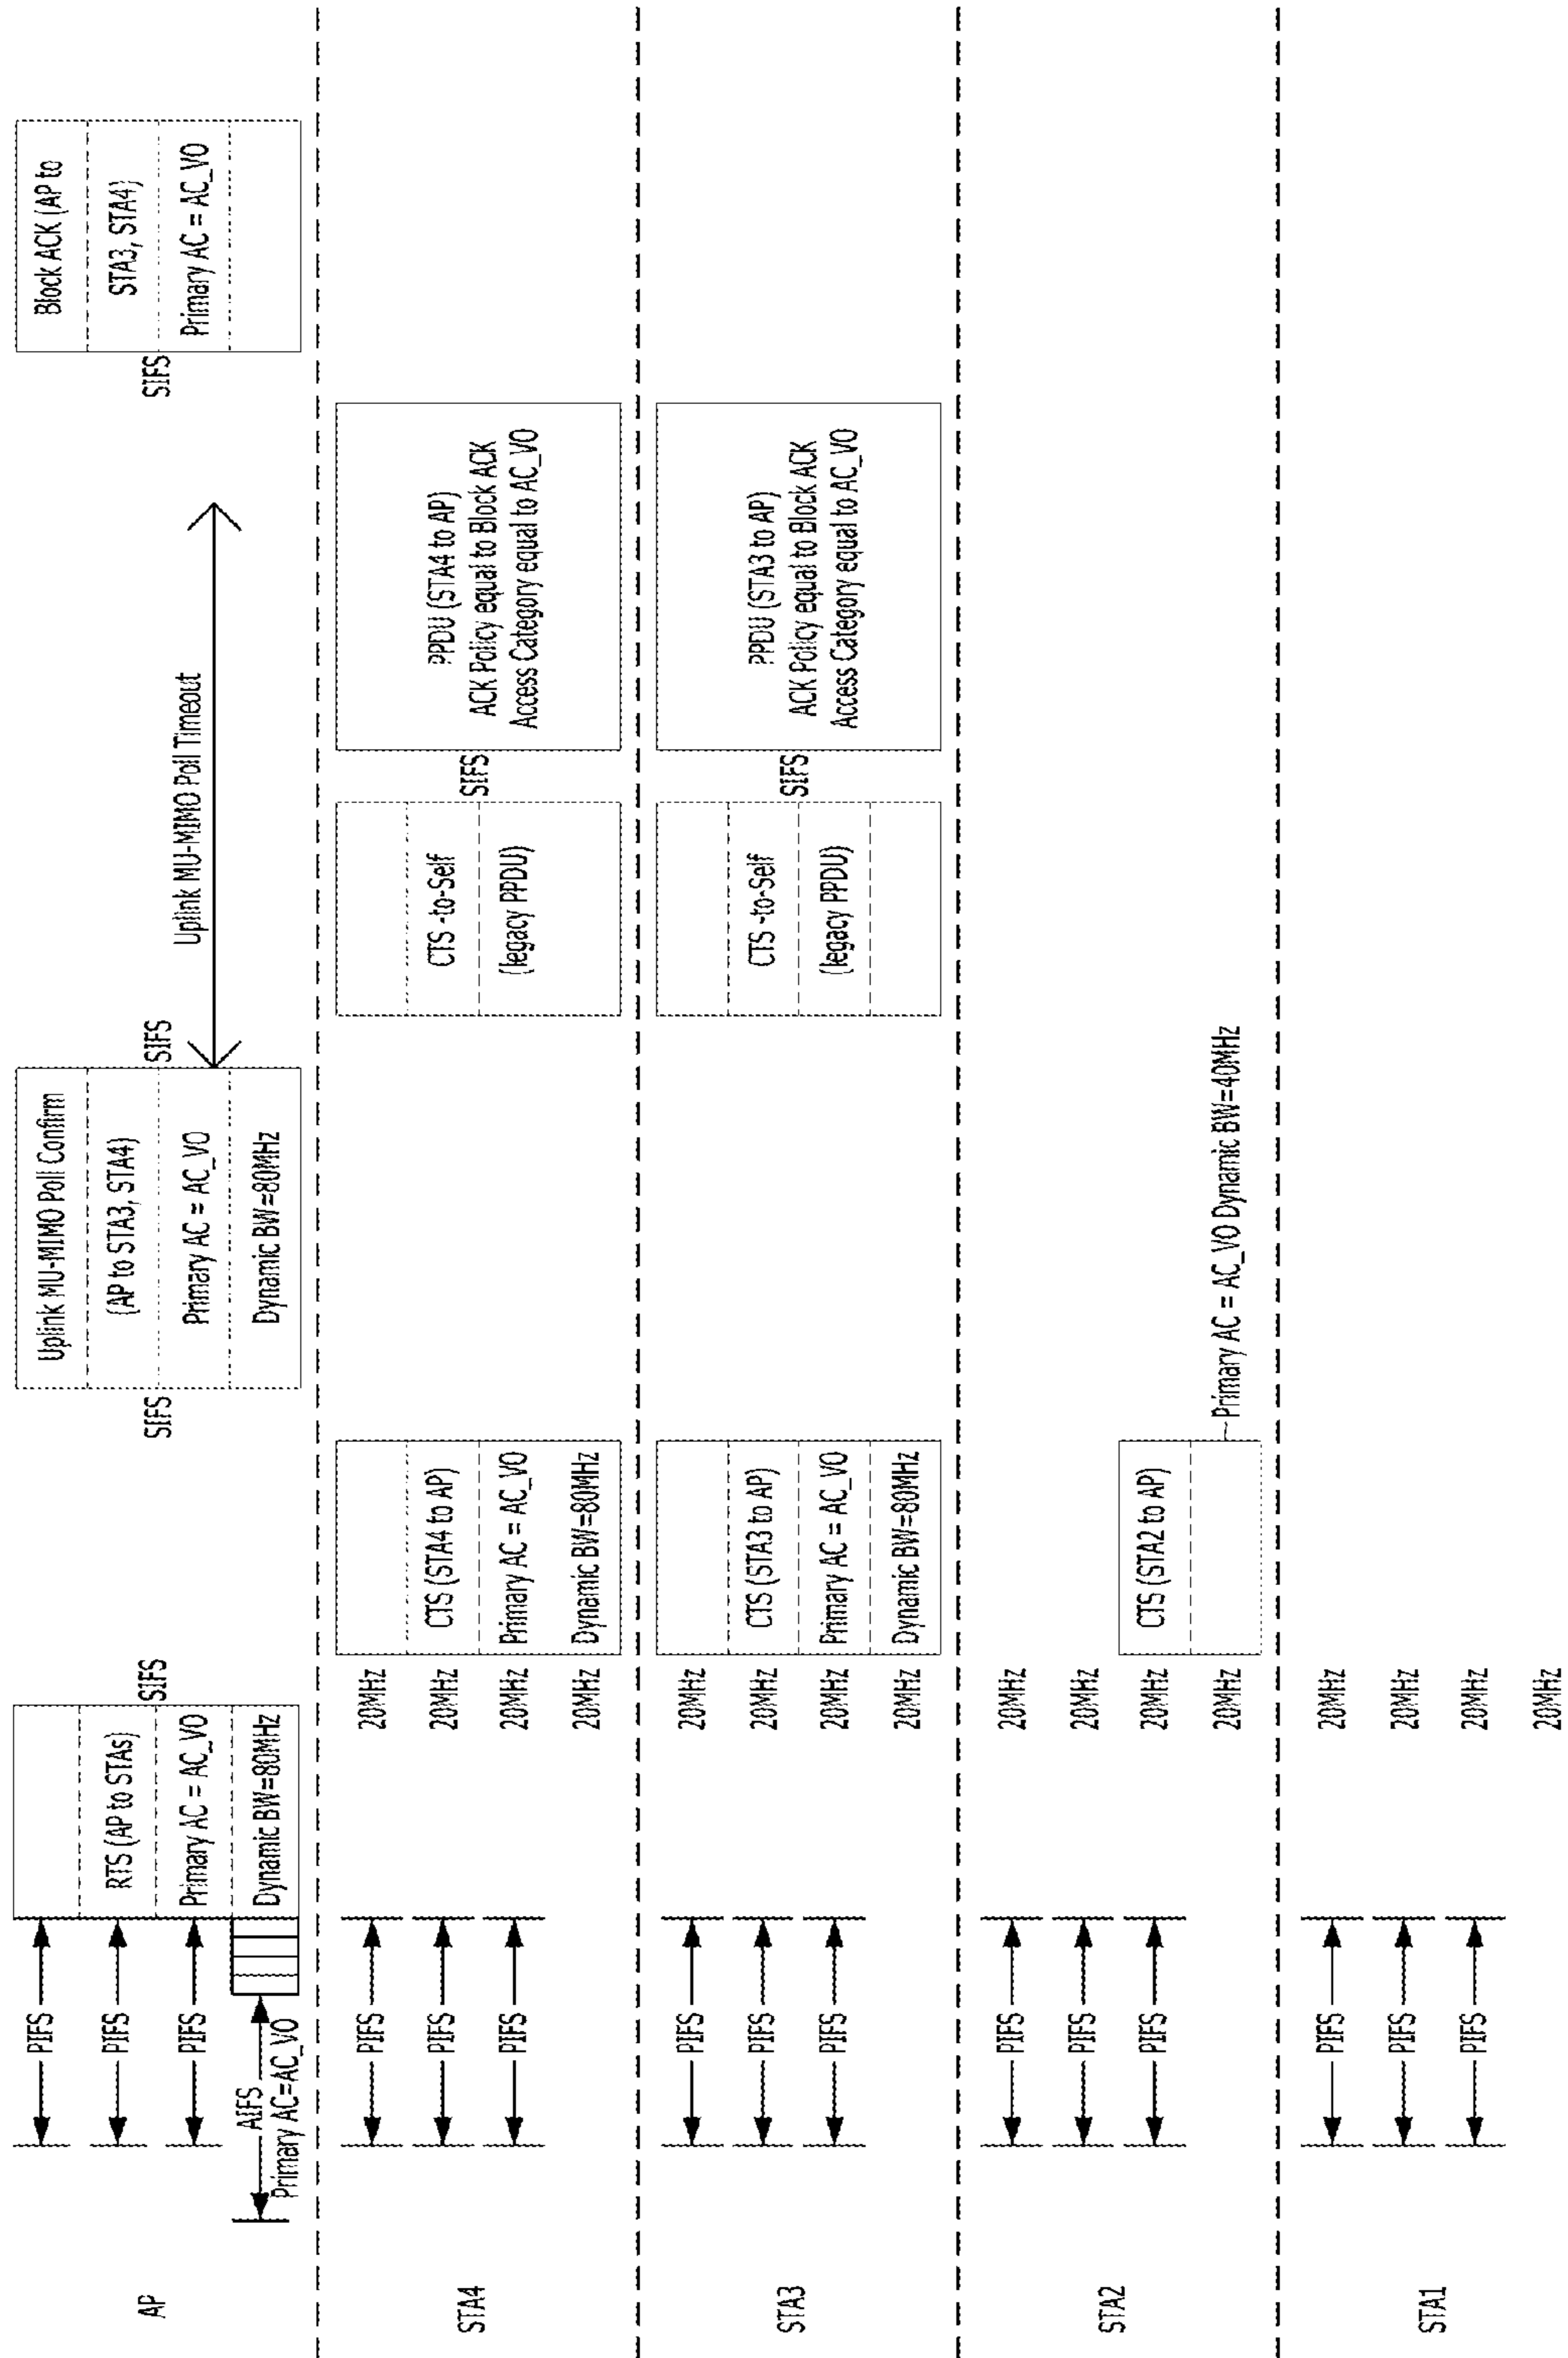 AP
PIFS
PIFS
PIFS
AIFS
Primary AC=AC_VO
RTS (AP to STAs)
Primary AC = AC_VO
Dynamic BW=80MHz
SIFS
SIFS
Uplink MU-MIMO Poll Confirm
(AP to STA3, STA4)
Primary AC = AC_VO
Dynamic BW=80MHz
SIFS
Uplink MU-MIMO Poll Timeout
SIFS
Block ACK (AP to
STA3, STA4)
Primary AC = AC_VO
STA4
PIFS
PIFS
PIFS
20MHz
20MHz
20MHz
20MHz
CTS (STA4 to AP)
Primary AC = AC_VO
Dynamic BW=80MHz
CTS -to-Self
(legacy PPDU)
SIFS
PPDU (STA4 to AP)
ACK Policy equal to Block ACK
Access Category equal to AC_VO
STA3
PIFS
PIFS
PIFS
20MHz
20MHz
20MHz
20MHz
CTS (STA3 to AP)
Primary AC = AC_VO
Dynamic BW=80MHz
CTS -to-Self
(legacy PPDU)
SIFS
PPDU (STA3 to AP)
ACK Policy equal to Block ACK
Access Category equal to AC_VO
STA2
PIFS
PIFS
PIFS
20MHz
20MHz
20MHz
20MHz
CTS (STA2 to AP)
Primary AC = AC_VO Dynamic BW=40MHz
STA1
PIFS
PIFS
PIFS
20MHz
20MHz
20MHz
20MHz